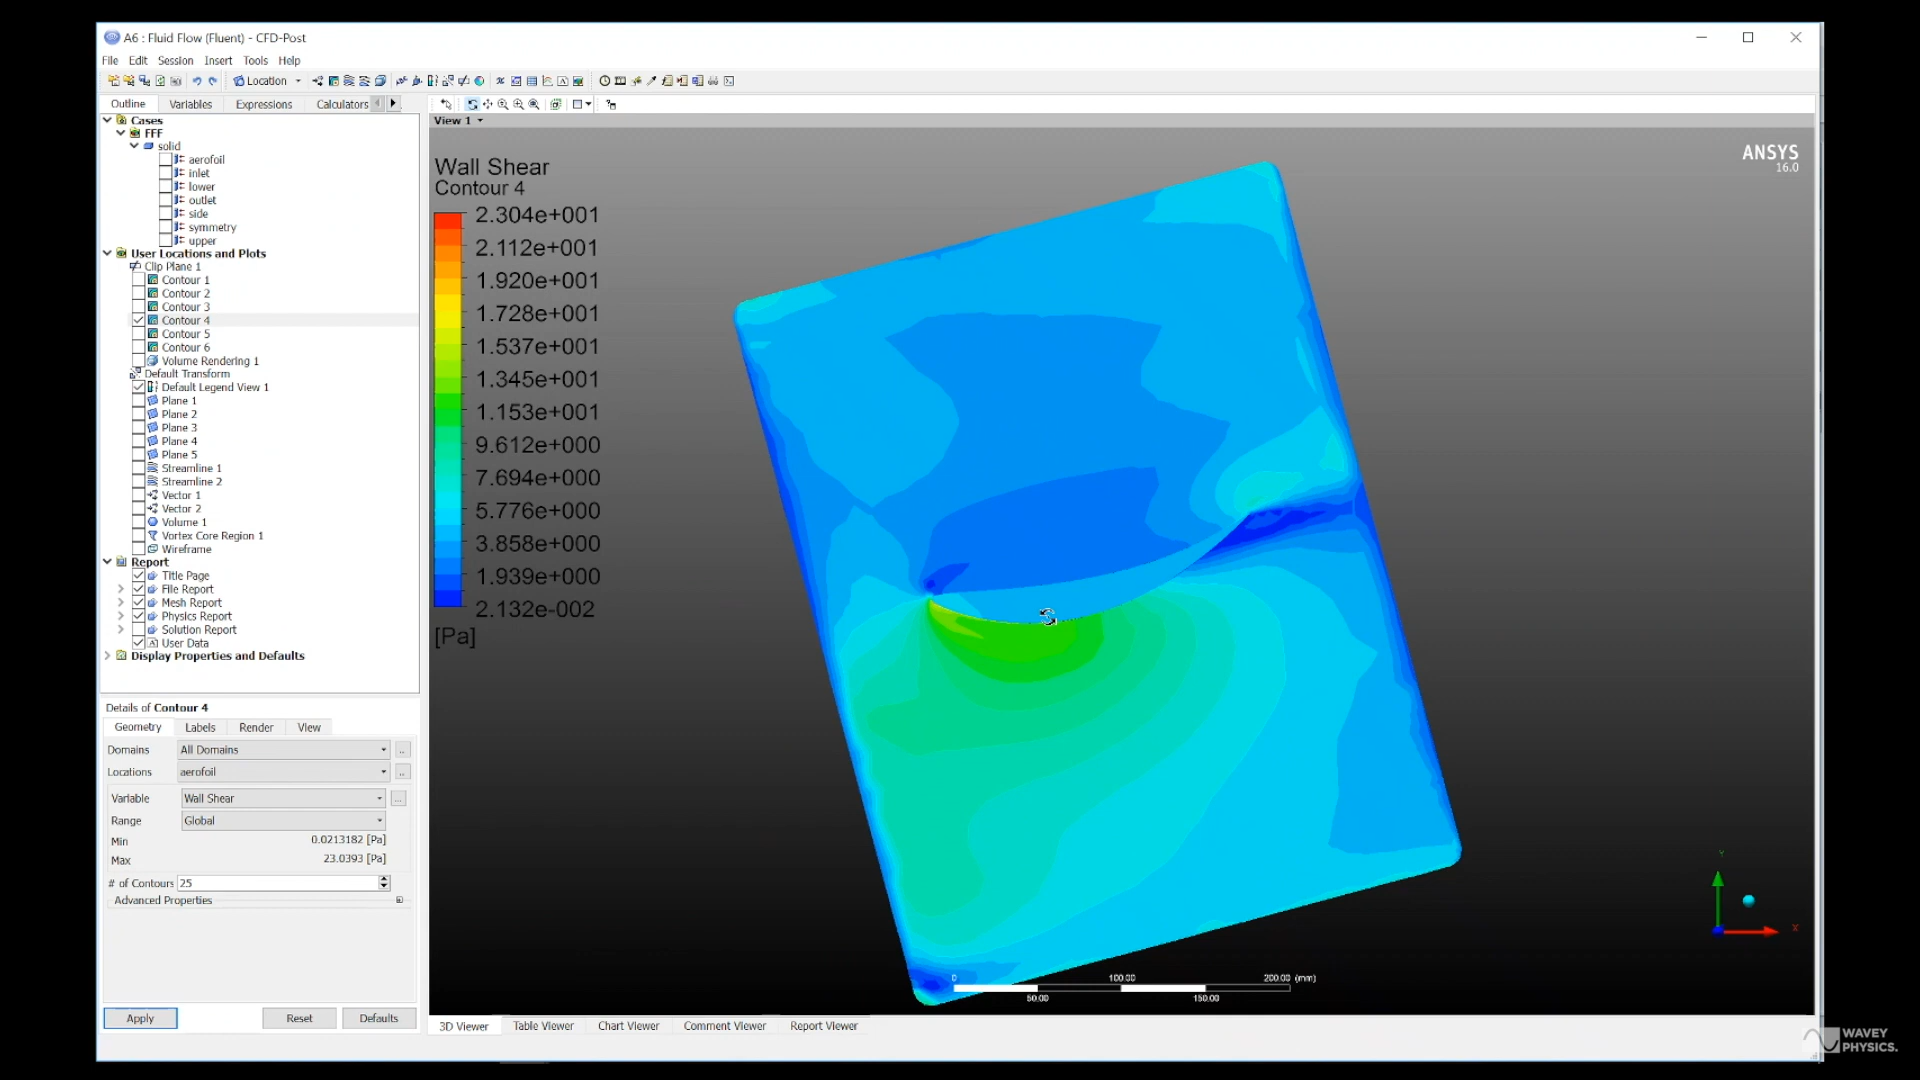 A6 : Fluid Flow (Fluent) - CFD-Post
File Edit Session Insert Tools Help
Location
Outline Variables Expressions Calculators
Cases
FFF
solid
aerofoil
inlet
lower
outlet
side
symmetry
upper
User Locations and Plots
Clip Plane 1
Contour 1
Contour 2
Contour 3
Contour 4
Contour 5
Contour 6
Volume Rendering 1
Default Transform
Default Legend View 1
Plane 1
Plane 2
Plane 3
Plane 4
Plane 5
Streamline 1
Streamline 2
Vector 1
Vector 2
Volume 1
Vortex Core Region 1
Wireframe
Report
Title Page
File Report
Mesh Report
Physics Report
Solution Report
User Data
Display Properties and Defaults
Details of Contour 4
Geometry Labels Render View
Domains All Domains ..
Locations aerofoil ..
Variable Wall Shear ...
Range Global
Min 0.0213182 [Pa]
Max 23.0393 [Pa]
# of Contours 25
Advanced Properties
Apply Reset Defaults
View 1
Wall Shear
Contour 4
2.304e+001
2.112e+001
1.920e+001
1.728e+001
1.537e+001
1.345e+001
1.153e+001
9.612e+000
7.694e+000
5.776e+000
3.858e+000
1.939e+000
2.132e-002
[Pa]
ANSYS
16.0
Y
X
0 100.00 200.00 (mm)
50.00 150.00
3D Viewer Table Viewer Chart Viewer Comment Viewer Report Viewer
WAVEY
PHYSICS.